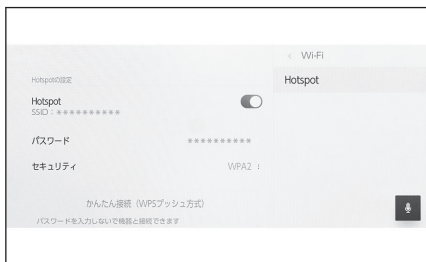 < Wi-Fi
Hotspot
Hotspotの設定
Hotspot
SSID：＊＊＊＊＊＊＊＊＊＊
パスワード ＊＊＊＊＊＊＊＊＊＊
セキュリティ WPA2
かんたん接続（WPSプッシュ方式）
パスワードを入力しないで機器と接続できます